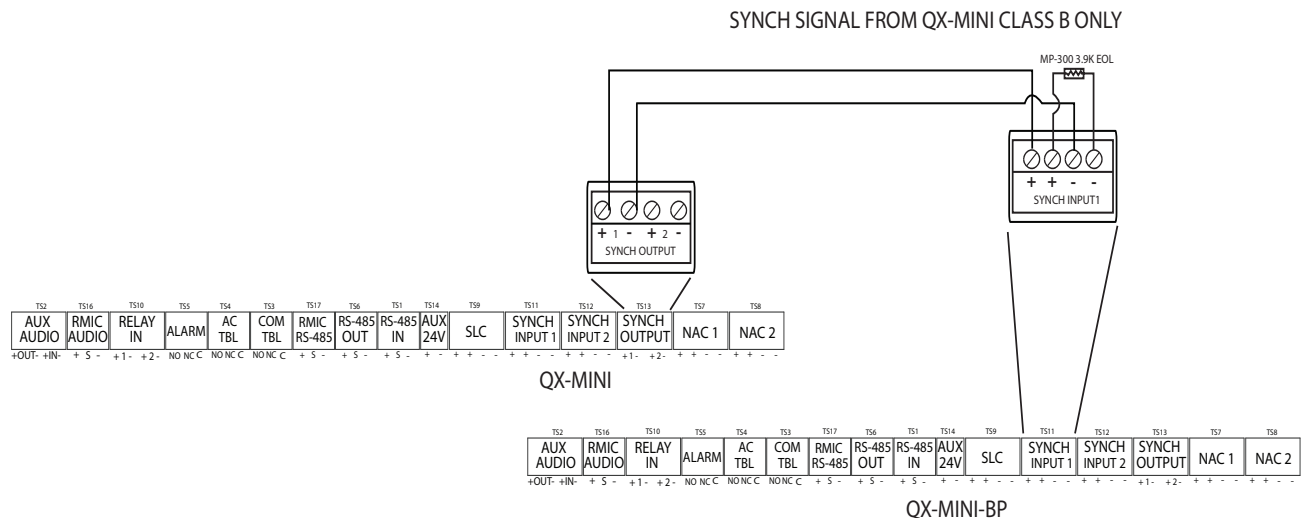 SYNCH SIGNAL FROM QX-MINI CLASS B ONLY
MP-300 3.9K EOL
+ + - -
SYNCH INPUT1
+ 1 - + 2 -
SYNCH OUTPUT
TS2 TS16 TS10 TS5 TS4 TS3 TS17 TS6 TS1 TS14 TS9 TS11 TS12 TS13 TS7 TS8
AUX RMIC RELAY ALARM AC COM RMIC RS-485 RS-485 AUX SLC SYNCH SYNCH SYNCH NAC 1 NAC 2
AUDIO AUDIO IN TBL TBL RS-485 OUT IN 24V INPUT 1 INPUT 2 OUTPUT
+OUT- +IN- + S - +1- +2- NO NC C NO NC C NO NC C + S - + S - + S - + - + + - - + + - - + + - - +1- +2- + + - - + + - -
QX-MINI
TS2 TS16 TS10 TS5 TS4 TS3 TS17 TS6 TS1 TS14 TS9 TS11 TS12 TS13 TS7 TS8
AUX RMIC RELAY ALARM AC COM RMIC RS-485 RS-485 AUX SLC SYNCH SYNCH SYNCH NAC 1 NAC 2
AUDIO AUDIO IN TBL TBL RS-485 OUT IN 24V INPUT 1 INPUT 2 OUTPUT
+OUT- +IN- + S - +1- +2- NO NC C NO NC C NO NC C + S - + S - + S - + - + + - - + + - - + + - - +1- +2- + + - - + + - -
QX-MINI-BP